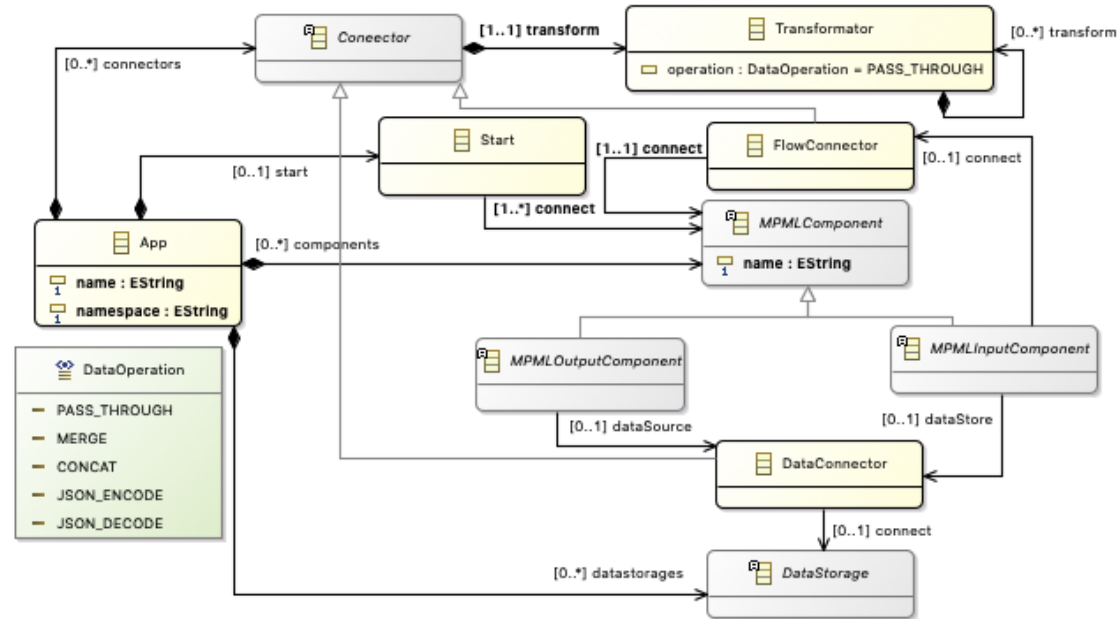 Coneector
[1..1] transform
Transformator
[0..*] transform
operation : DataOperation = PASS_THROUGH
[0..*] connectors
Start
[1..1] connect
FlowConnector
[0..1] connect
[0..1] start
[1..*] connect
MPMLComponent
name : EString
App
[0..*] components
name : EString
namespace : EString
DataOperation
PASS_THROUGH
MERGE
CONCAT
JSON_ENCODE
JSON_DECODE
MPMLOutputComponent
MPMLInputComponent
[0..1] dataSource
[0..1] dataStore
DataConnector
[0..1] connect
[0..*] datastorages
DataStorage